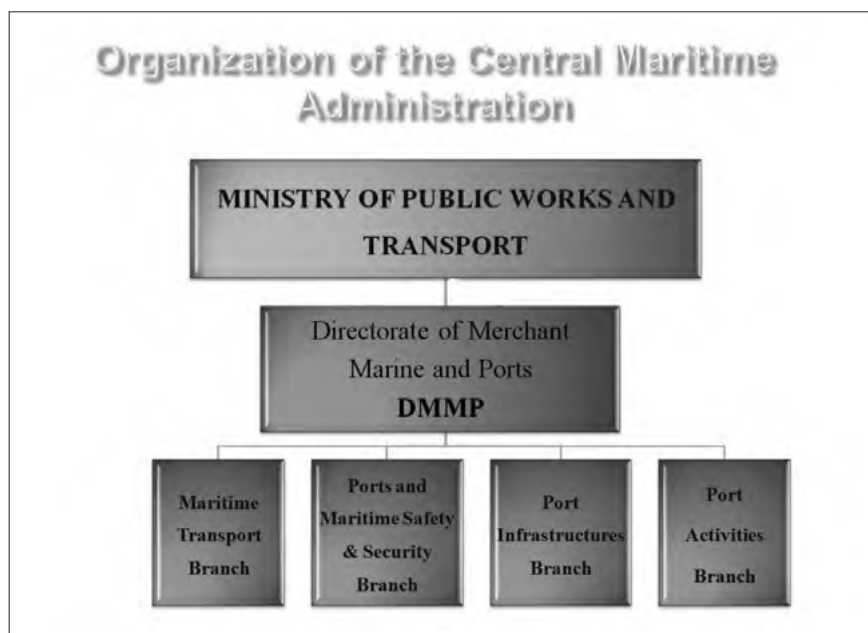 Organization of the Central Maritime
Administration
MINISTRY OF PUBLIC WORKS AND
TRANSPORT
Directorate of Merchant
Marine and Ports
DMMP
Maritime
Transport
Branch
Ports and
Maritime Safety
& Security
Branch
Port
Infrastructures
Branch
Port
Activities
Branch